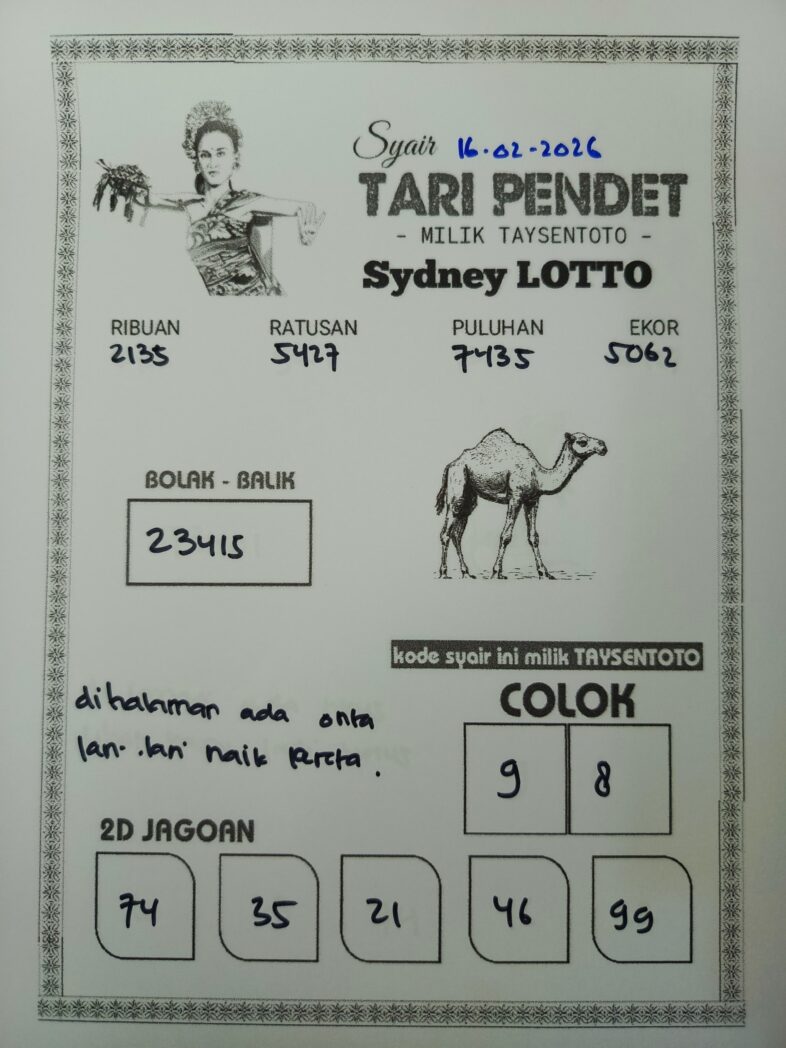 Syair 16.02-2026
TARI PENDET
- MILIK TAYSENTOTO -
Sydney LOTTO
RIBUAN RATUSAN PULUHAN EKOR
2135 5427 7435 5062
BOLAK - BALIK
23415
kode syair ini milik TAYSENTOTO
COLOK
9 8
dihalaman ada onta
lari lari naik kereta.
2D JAGOAN
74 35 21 46 99